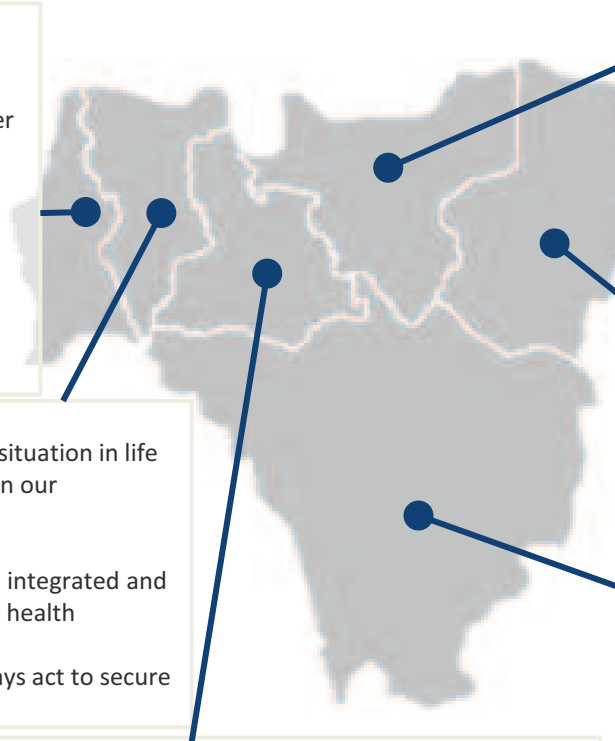 er
situation in life
n our
integrated and
health
ys act to secure